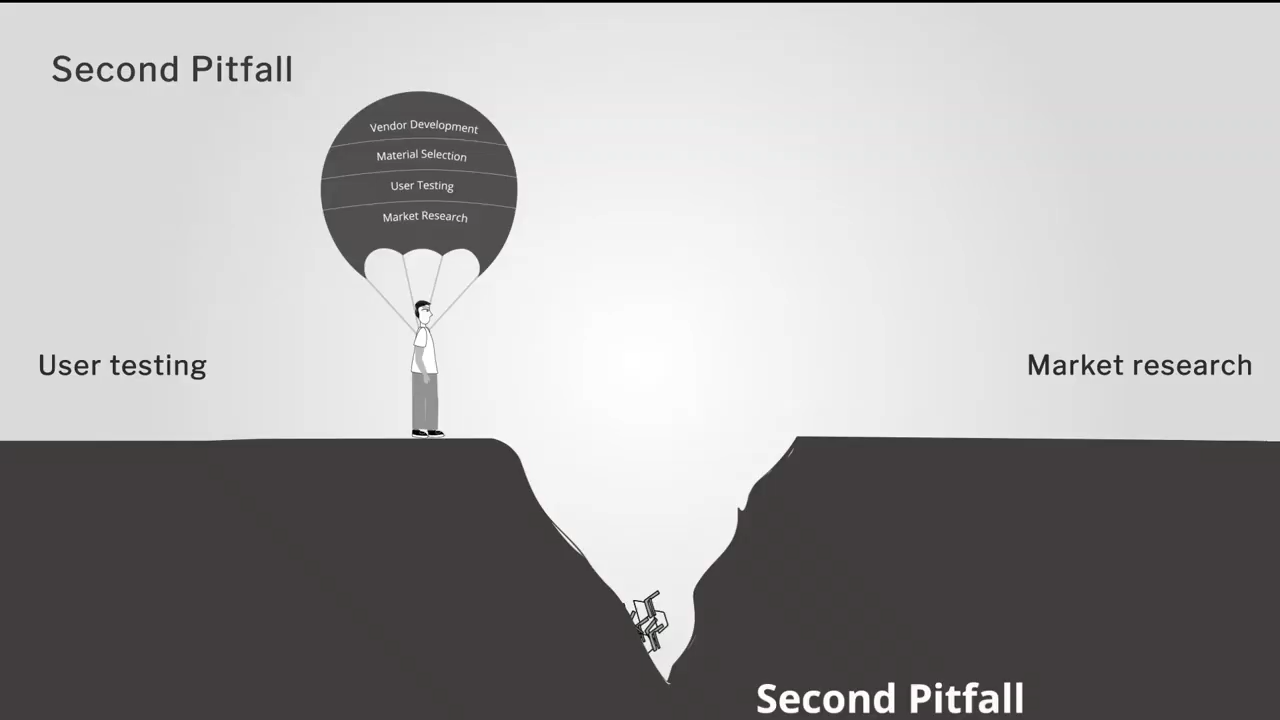 Second Pitfall
Vendor Development
Material Selection
User Testing
Market Research
User testing
Market research
Second Pitfall